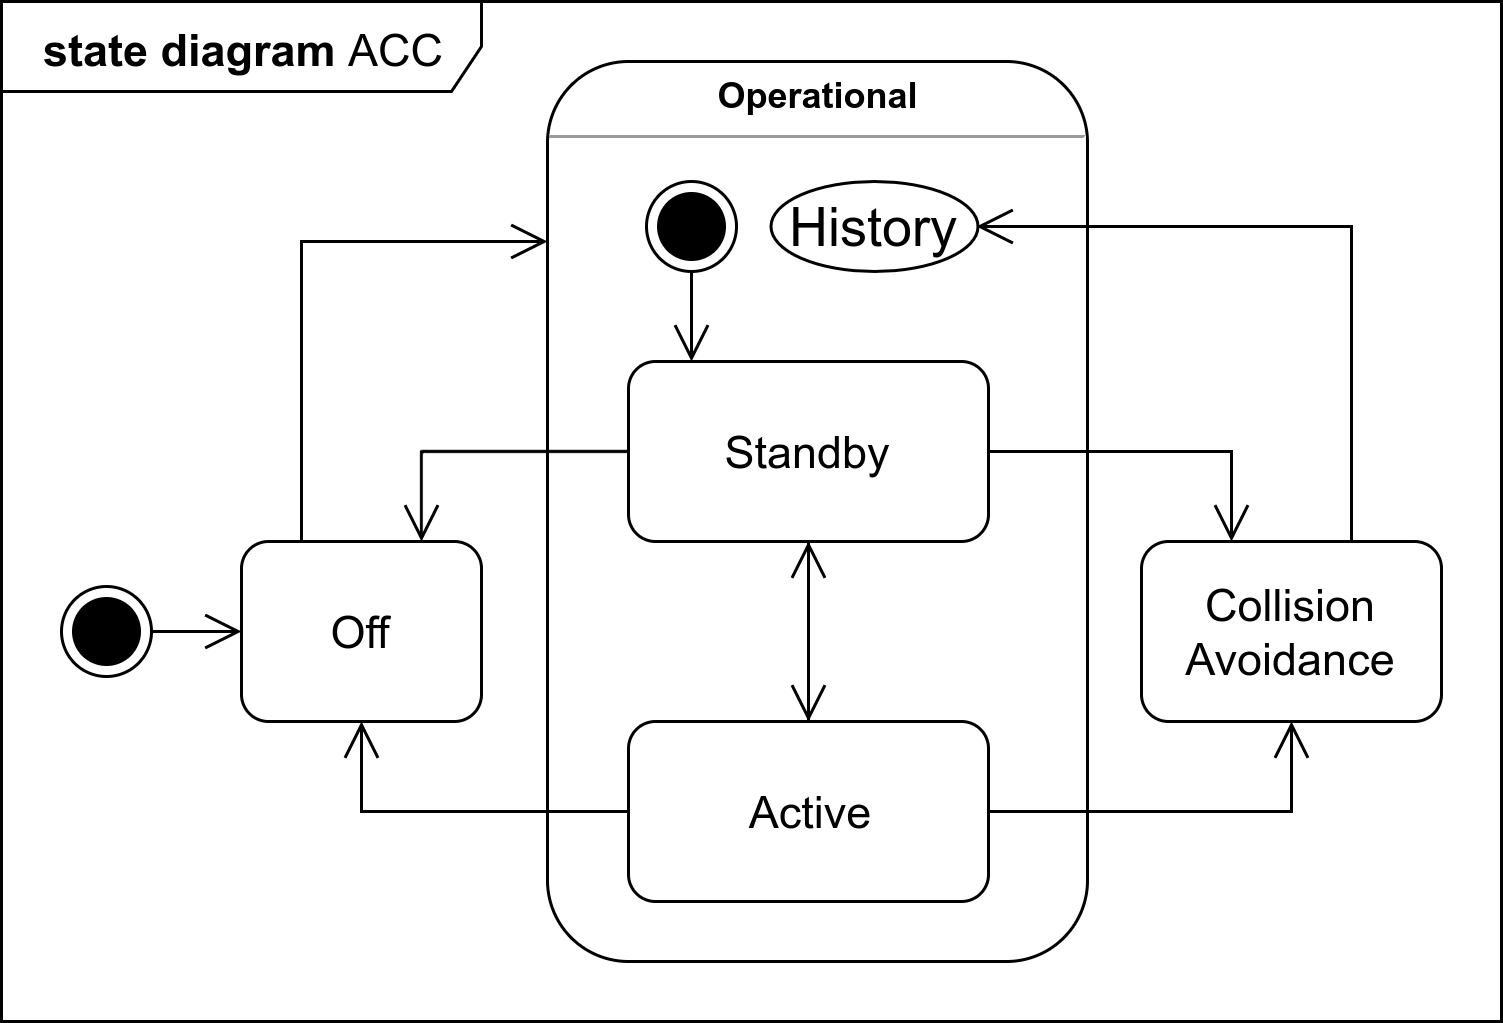 state diagram ACC
Operational
History
Standby
Off
Collision
Avoidance
Active